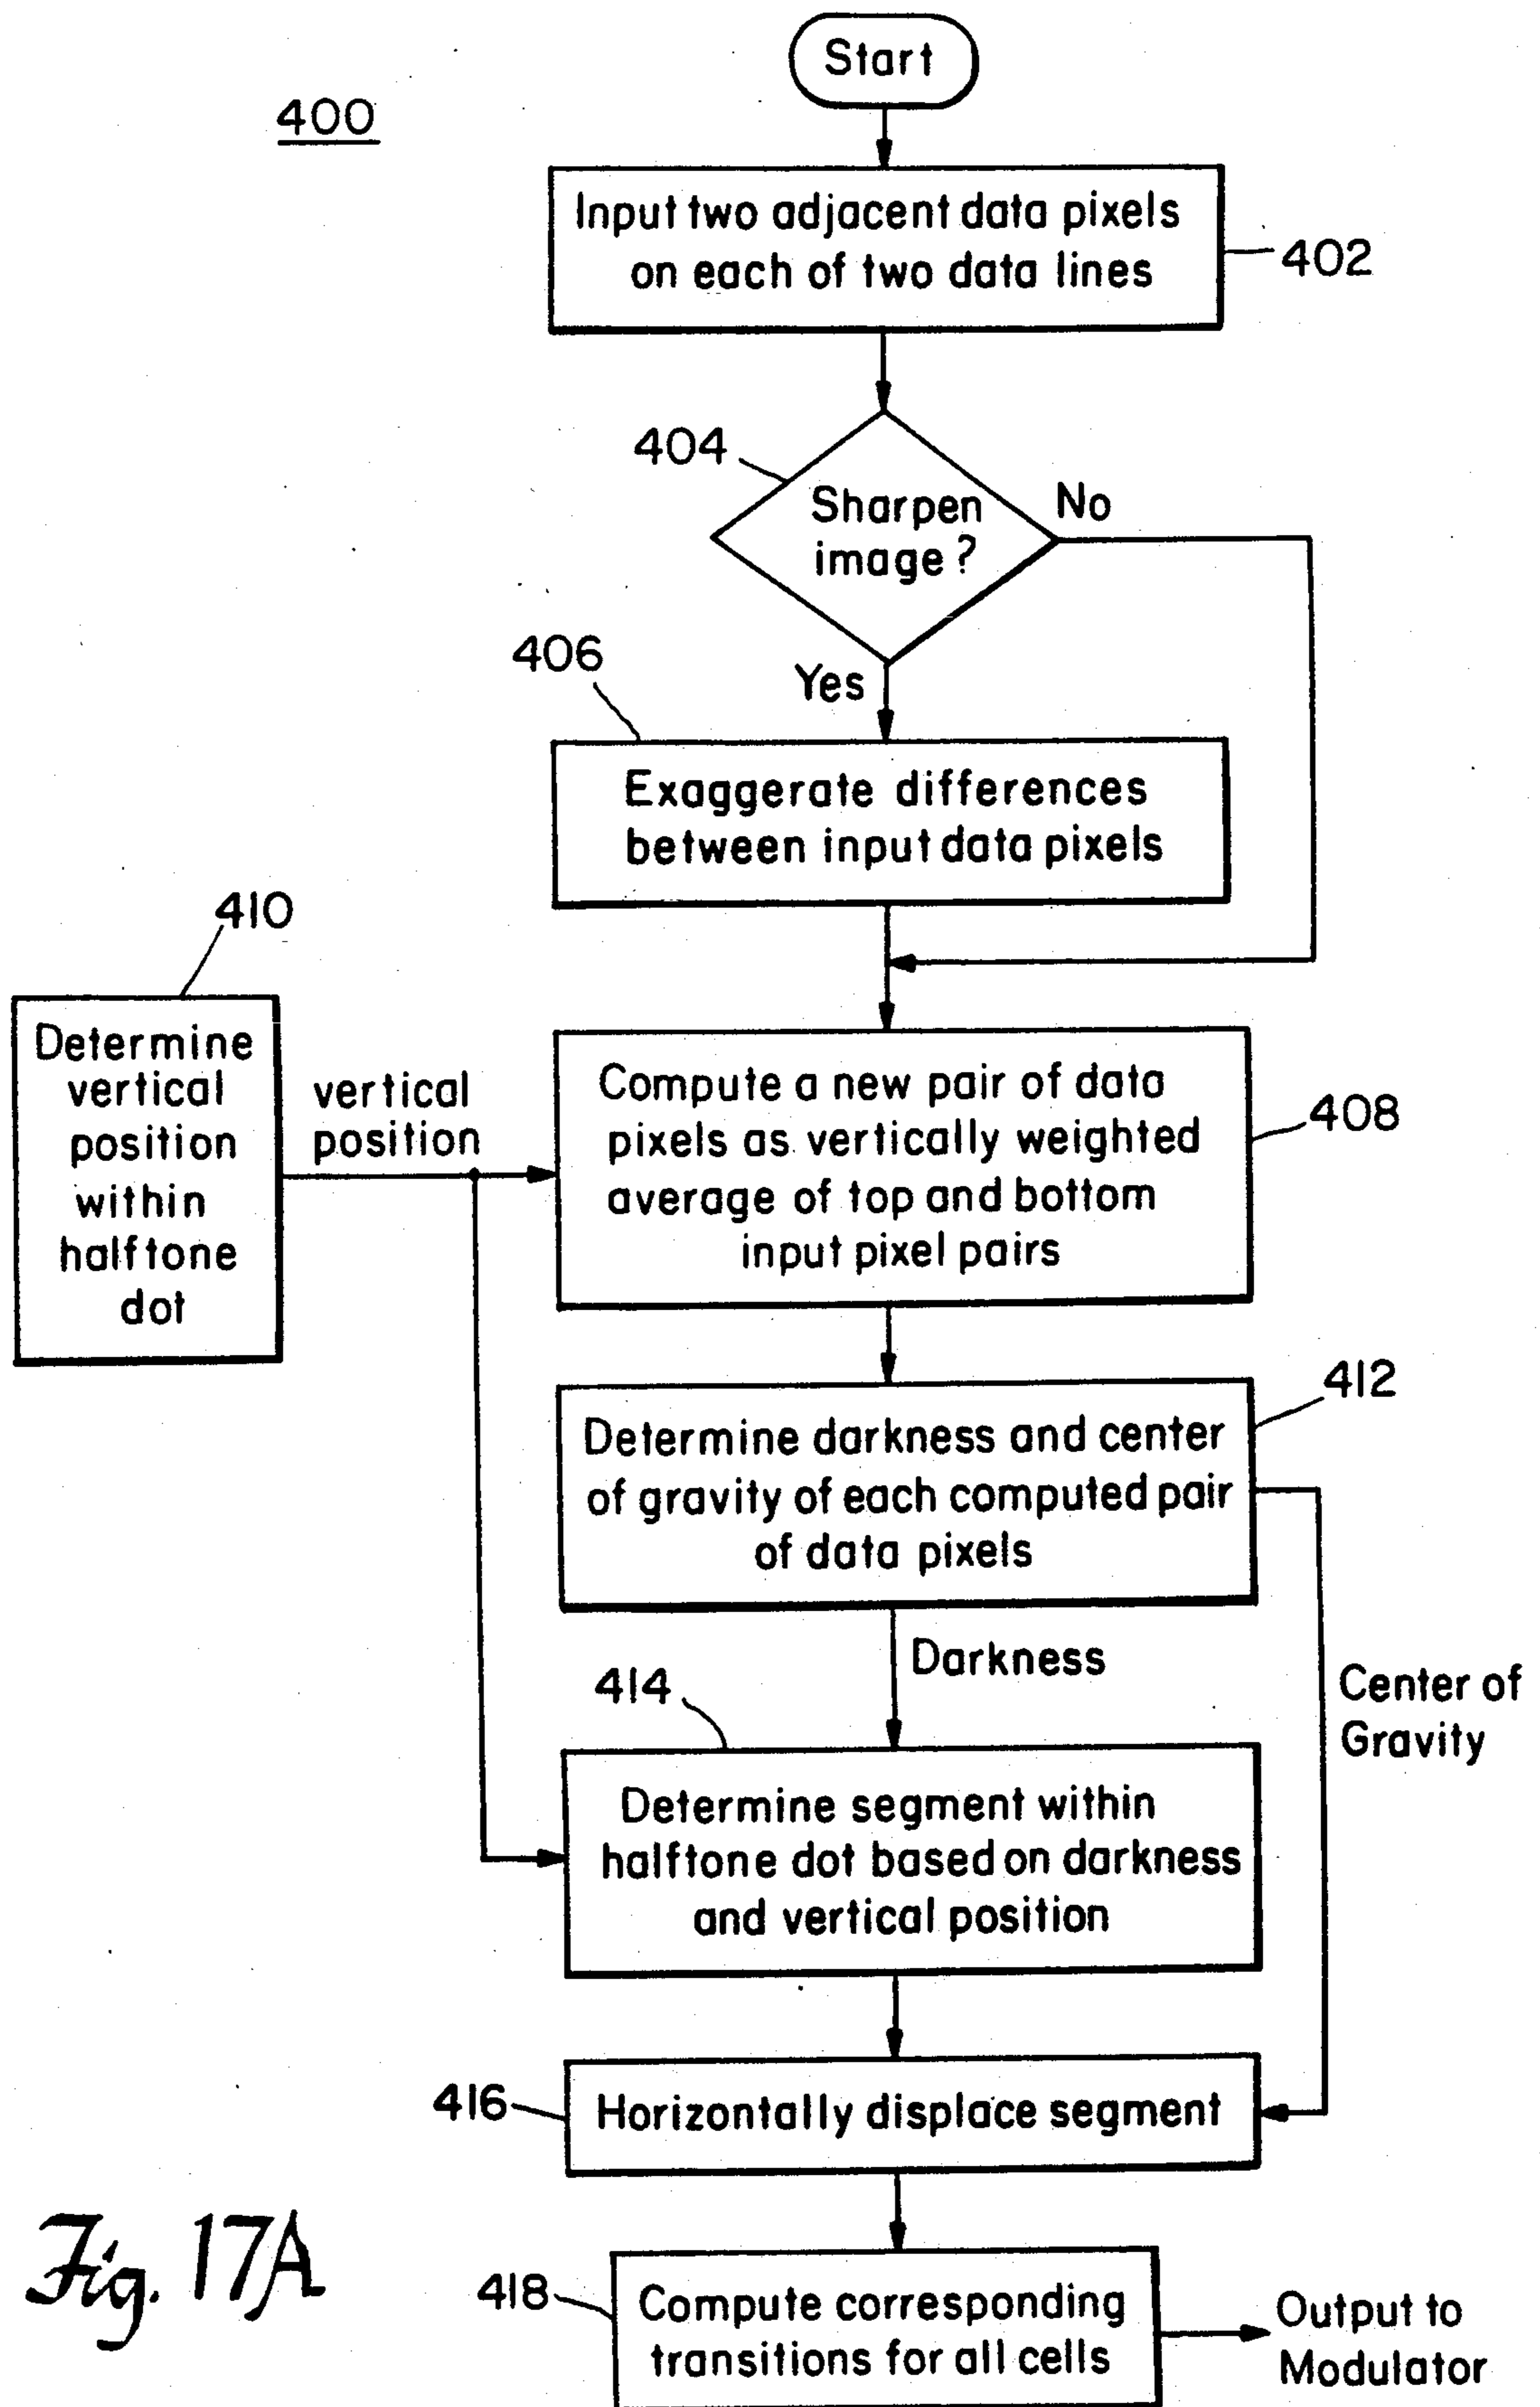 Start
400
Input two adjacent data pixels
on each of two data lines
402
404
Sharpen
image?
No
406
Yes
Exaggerate differences
between input data pixels
410
Determine
vertical
position
within
halftone
dot
vertical
position
Compute a new pair of data
pixels as vertically weighted
average of top and bottom
input pixel pairs
408
412
Determine darkness and center
of gravity of each computed pair
of data pixels
Darkness
Center of
Gravity
414
Determine segment within
halftone dot based on darkness
and vertical position
416
Horizontally displace segment
Fig. 17A
418
Compute corresponding
transitions for all cells
Output to
Modulator